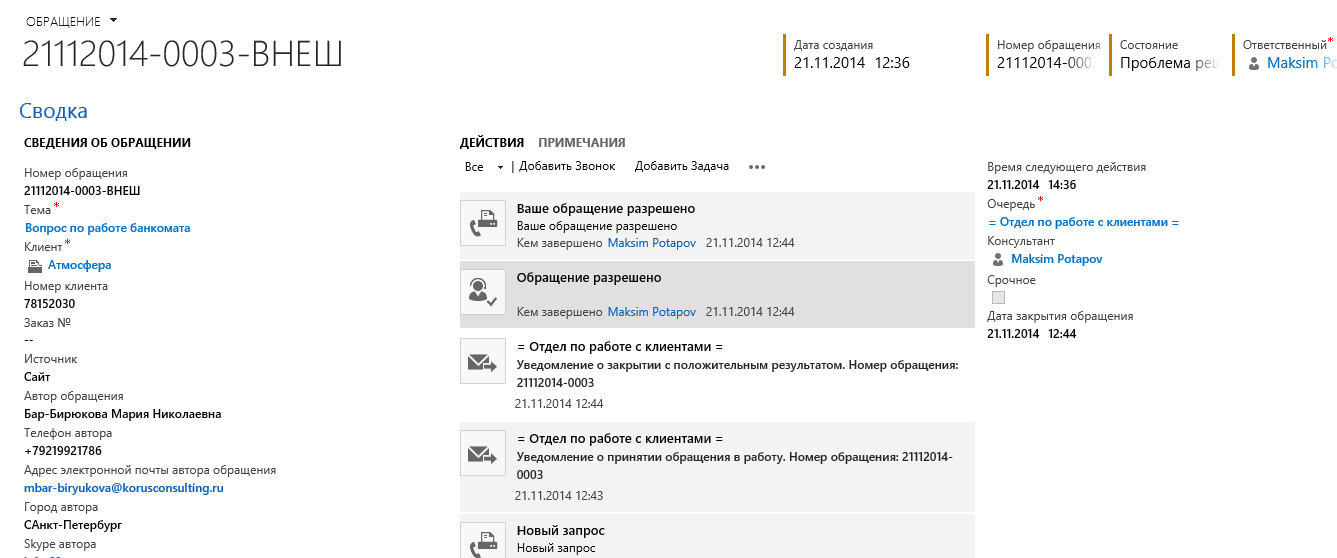 ОБРАЩЕНИЕ
21112014-0003-ВНЕШ
Дата создания
21.11.2014 12:36
Номер обращения
21112014-000
Состояние
Проблема
Ответственный*
Maksim
Сводка
СВЕДЕНИЯ ОБ ОБРАЩЕНИИ
Номер обращения
21112014-0003-ВНЕШ
Тема*
Вопрос по работе банкомата
Клиент*
Атмосфера
Номер клиента
78152030
Заказ №
--
Источник
Сайт
Автор обращения
Бар-Бирюкова Мария Николаевна
Телефон автора
+79219921786
Адрес электронной почты автора обращения
mbar-biryukova@korusconsulting.ru
Город автора
САнкт-Петербург
Skype автора
ДЕЙСТВИЯ ПРИМЕЧАНИЯ
Все | Добавить Звонок Добавить Задача •••
Ваше обращение разрешено
Ваше обращение разрешено
Кем завершено Maksim Potapov 21.11.2014 12:44
Обращение разрешено
Кем завершено Maksim Potapov 21.11.2014 12:44
= Отдел по работе с клиентами =
Уведомление о закрытии с положительным результатом. Номер обращения:
21112014-0003
21.11.2014 12:44
= Отдел по работе с клиентами =
Уведомление о принятии обращения в работу. Номер обращения: 21112014-
0003
21.11.2014 12:43
Новый запрос
Новый запрос
Время следующего действия
21.11.2014 14:36
Очередь*
= Отдел по работе с клиентами =
Консультант
Maksim Potapov
Срочное
Дата закрытия обращения
21.11.2014 12:44